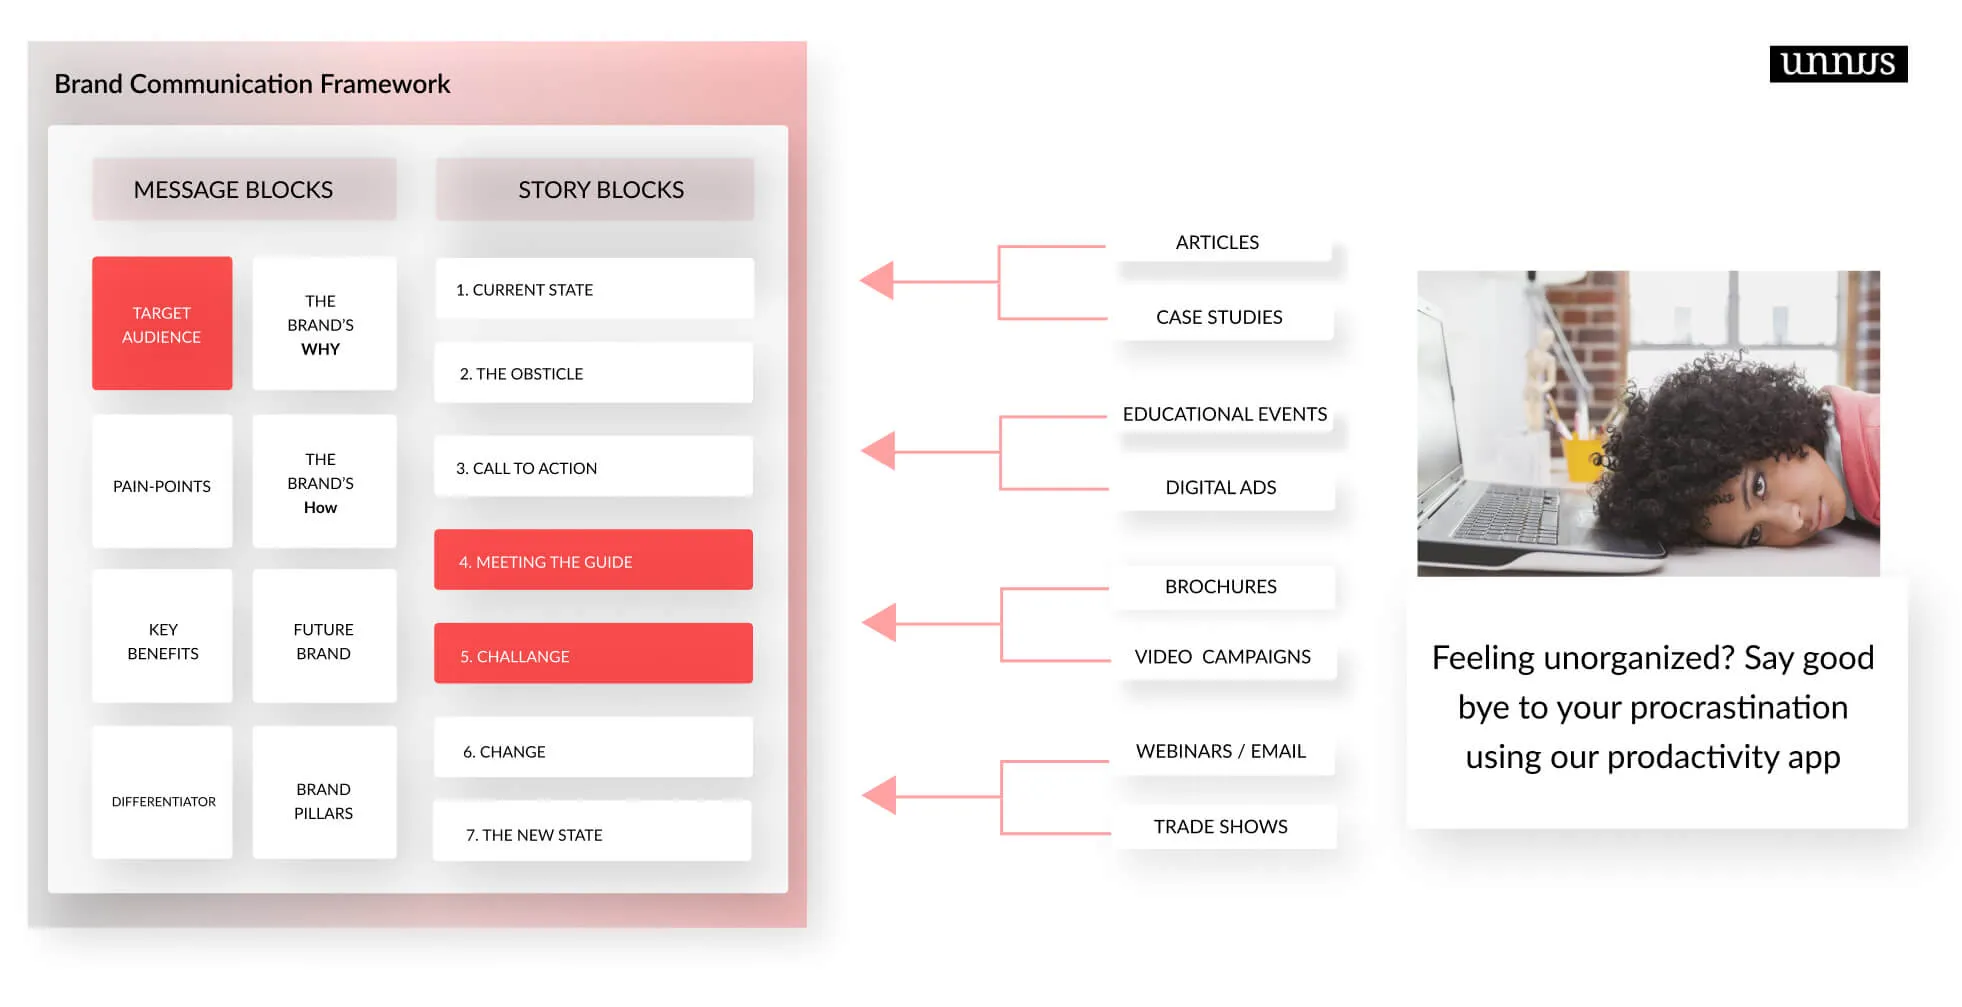 Brand Communication Framework
unnus
MESSAGE BLOCKS
STORY BLOCKS
TARGET
AUDIENCE
THE
BRAND’S
WHY
PAIN-POINTS
THE
BRAND’S
How
KEY
BENEFITS
FUTURE
BRAND
DIFFERENTIATOR
BRAND
PILLARS
1. CURRENT STATE
2. THE OBSTICLE
3. CALL TO ACTION
4. MEETING THE GUIDE
5. CHALLANGE
6. CHANGE
7. THE NEW STATE
ARTICLES
CASE STUDIES
EDUCATIONAL EVENTS
DIGITAL ADS
BROCHURES
VIDEO CAMPAIGNS
WEBINARS / EMAIL
TRADE SHOWS
Feeling unorganized? Say good
bye to your procrastination
using our prodactivity app